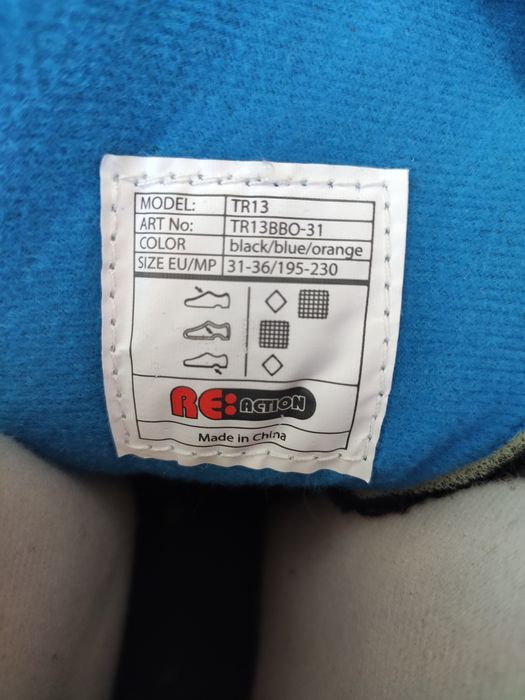 MODEL: TR13
ART No: TR13BBO-31
COLOR black/blue/orange
SIZE EU/MP 31-36/195-230
RE:ACTION
Made in China